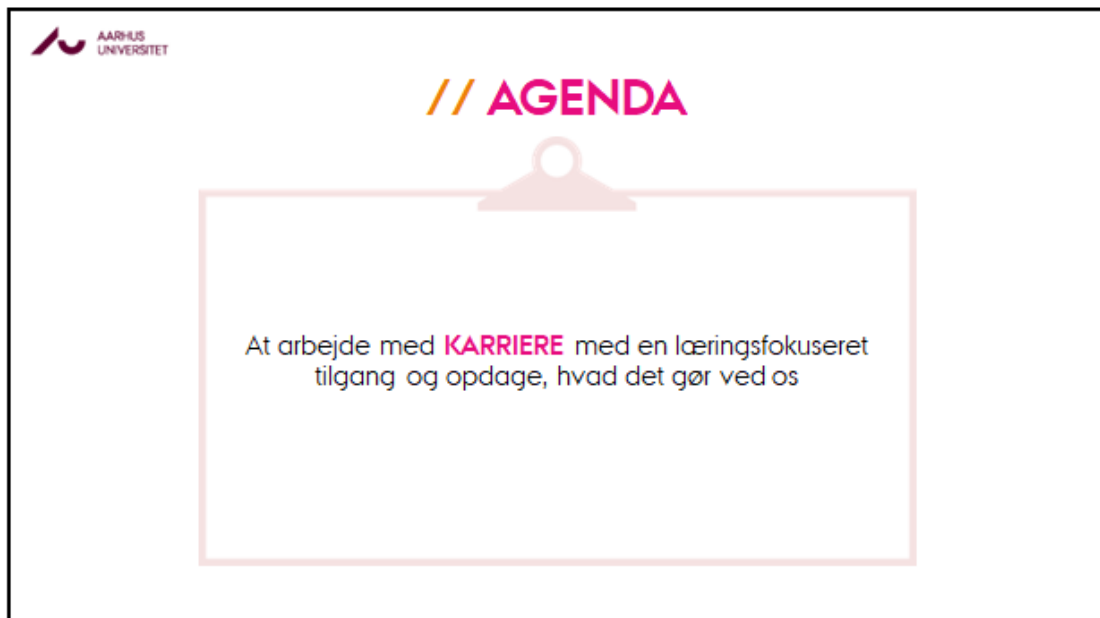 AARHUS
UNIVERSITET
// AGENDA
At arbejde med KARRIERE med en læringsfokuseret
tilgang og opdage, hvad det gør ved os